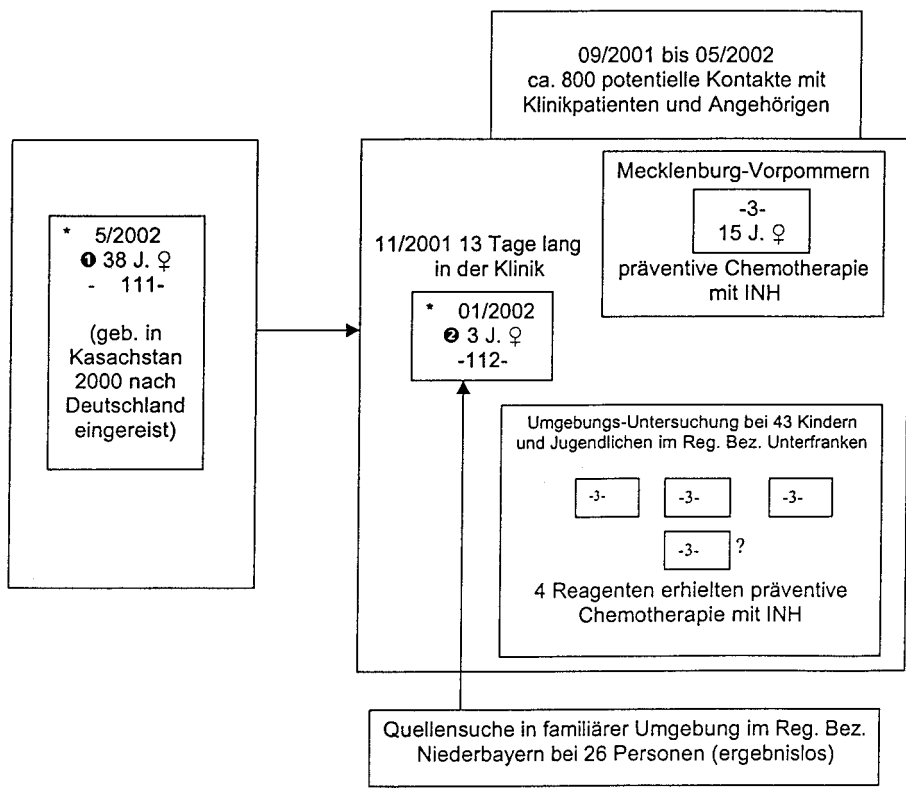 09/2001 bis 05/2002
ca. 800 potentielle Kontakte mit
Klinikpatienten und Angehörigen
* 5/2002
❶ 38 J. ♀
- 111-
(geb. in
Kasachstan
2000 nach
Deutschland
eingereist)
11/2001 13 Tage lang
in der Klinik
* 01/2002
❷ 3 J. ♀
-112-
Mecklenburg-Vorpommern
-3-
15 J. ♀
präventive Chemotherapie
mit INH
Umgebungs-Untersuchung bei 43 Kindern
und Jugendlichen im Reg. Bez. Unterfranken
-3- -3- -3-
-3- ?
4 Reagenten erhielten präventive
Chemotherapie mit INH
Quellensuche in familiärer Umgebung im Reg. Bez.
Niederbayern bei 26 Personen (ergebnislos)